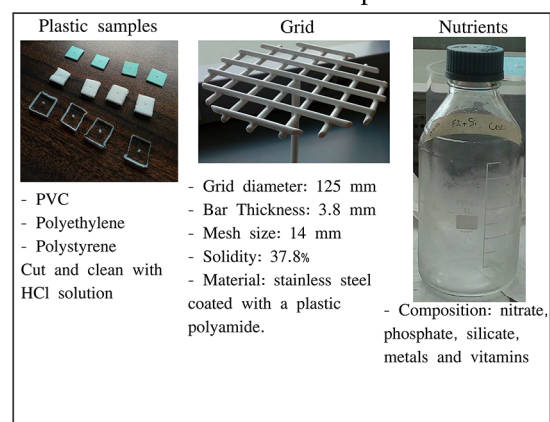 Plastic samples
- PVC
- Polyethylene
- Polystyrene
Cut and clean with
HCl solution
Grid
- Grid diameter: 125 mm
- Bar Thickness: 3.8 mm
- Mesh size: 14 mm
- Solidity: 37.8%
- Material: stainless steel
coated with a plastic
polyamide.
Nutrients
- Composition: nitrate,
phosphate, silicate,
metals and vitamins